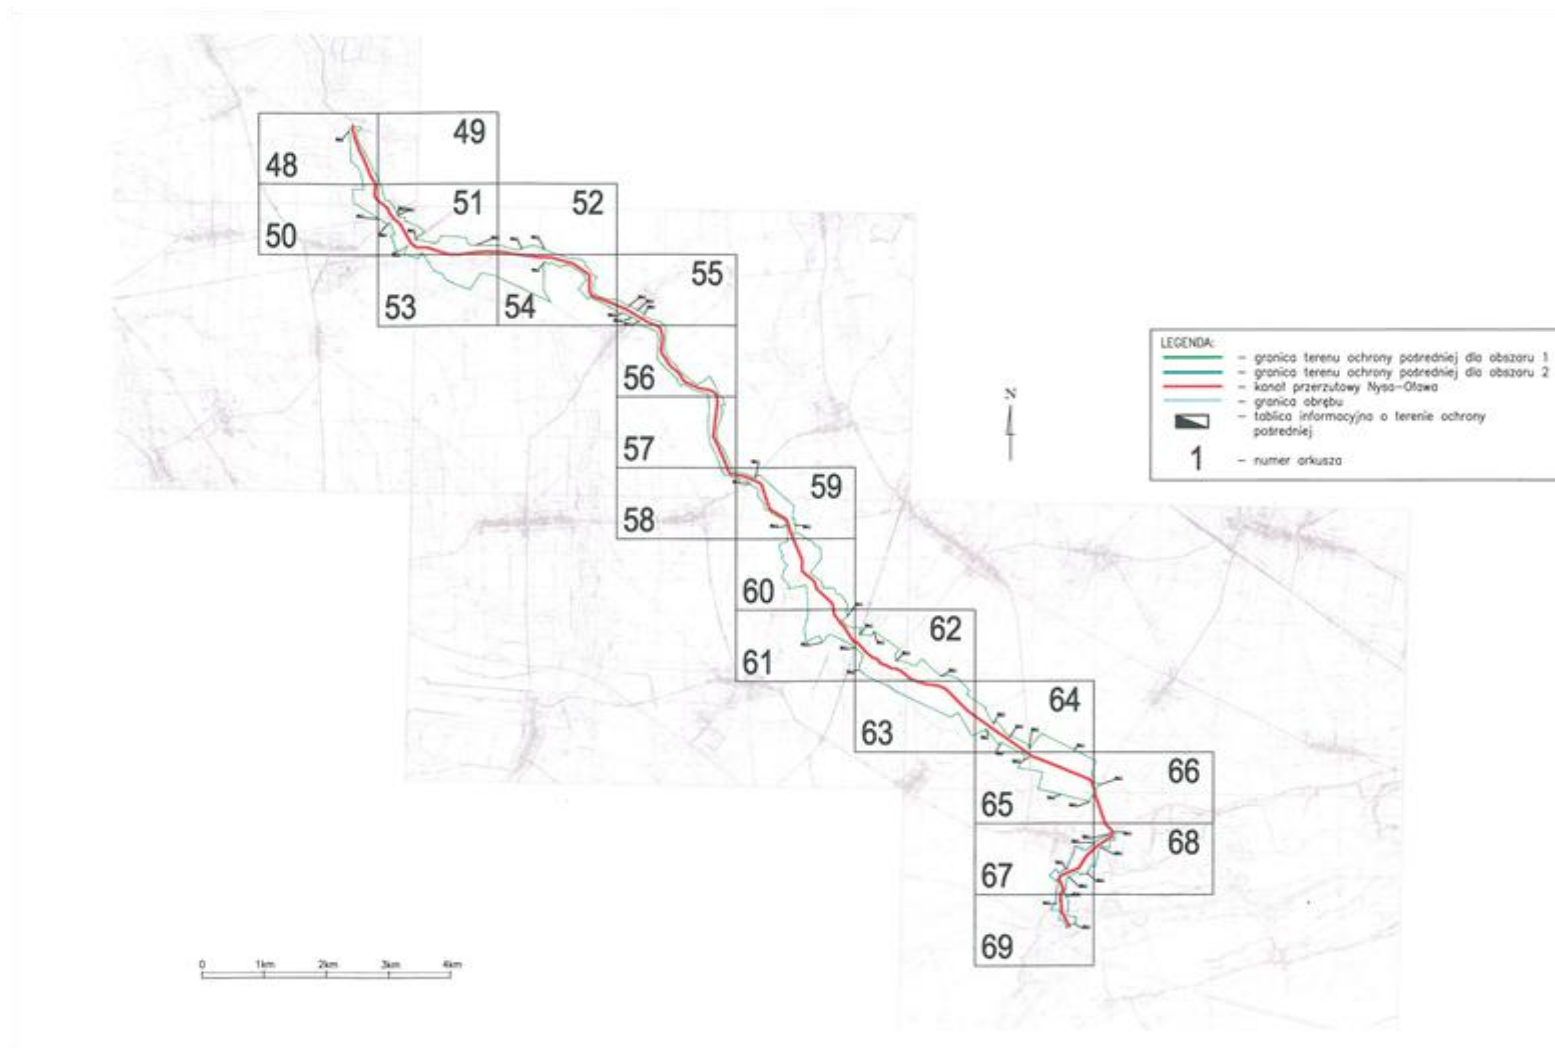 49
48
51
52
50
55
53
54
56
57
59
58
60
62
61
64
63
66
65
68
67
69
N
LEGENDA:
– granica terenu ochrony pośredniej dla obszaru 1
– granica terenu ochrony pośredniej dla obszaru 2
– kanał przerzutowy Nysa–Oława
– granica obrębu
– tablica informacyjna o terenie ochrony
pośredniej
1 – numer arkusza
0 1km 2km 3km 4km